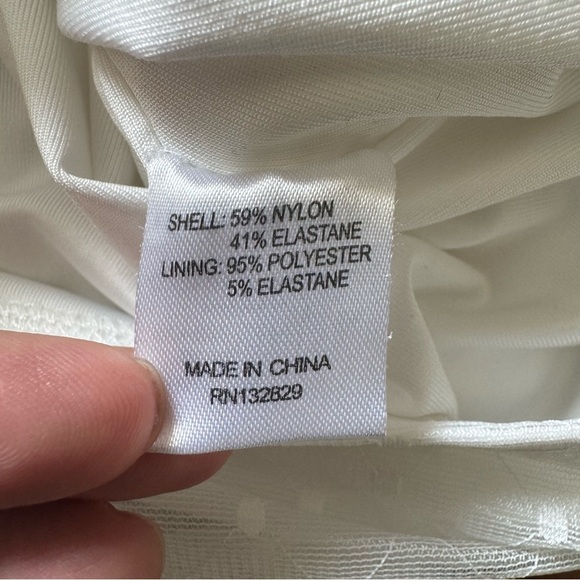 SHELL: 59% NYLON
41% ELASTANE
LINING: 95% POLYESTER
5% ELASTANE
MADE IN CHINA
RN132829